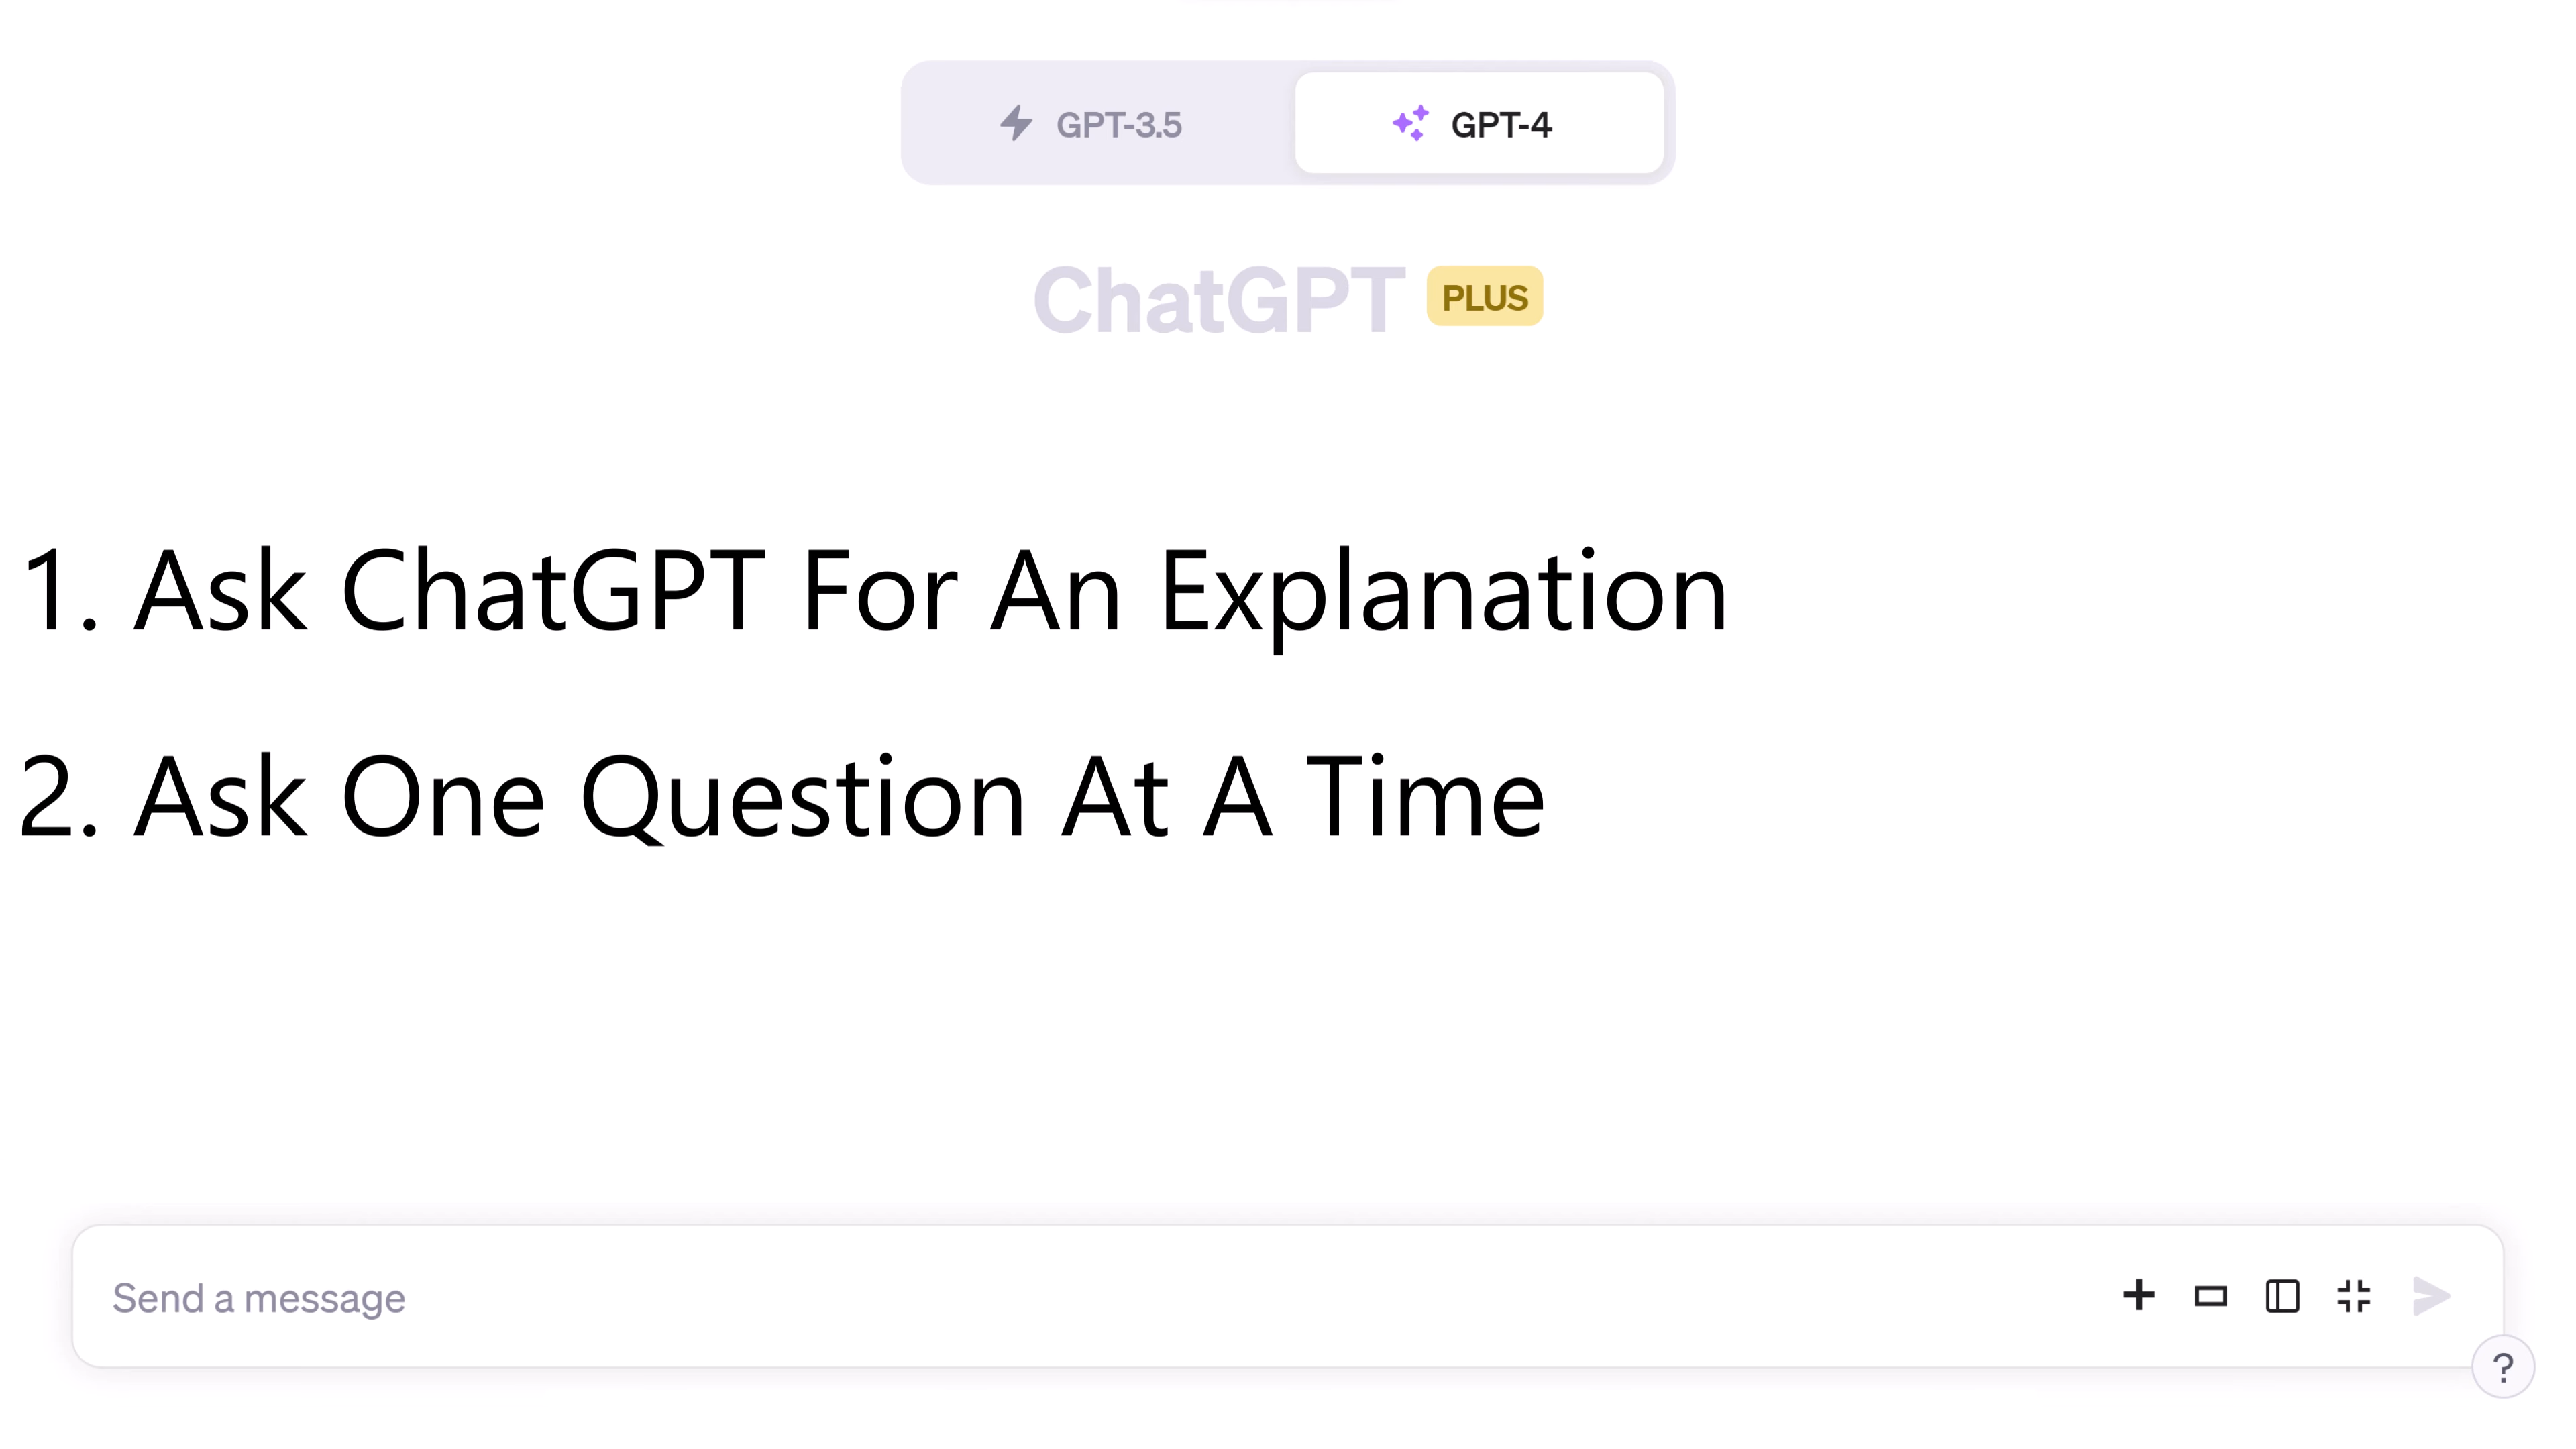 GPT-3.5 GPT-4
ChatGPT PLUS
1. Ask ChatGPT For An Explanation
2. Ask One Question At A Time
Send a message
?